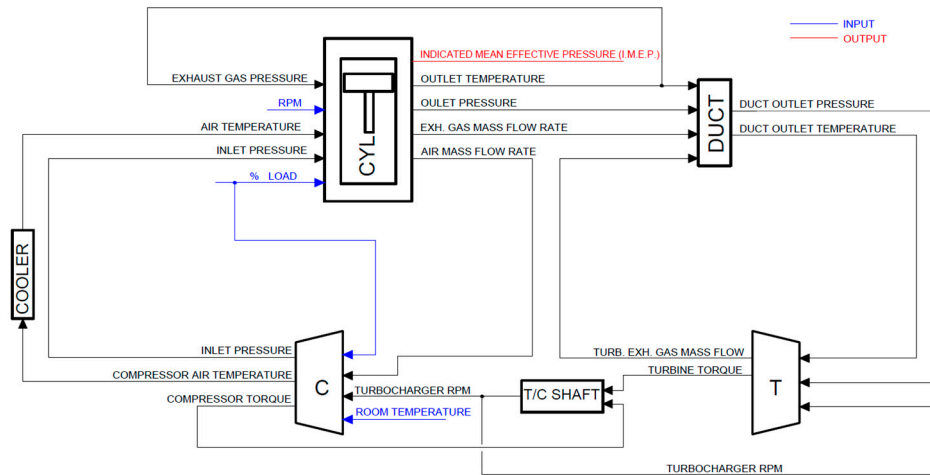 INPUT
OUTPUT
INDICATED MEAN EFFECTIVE PRESSURE (I.M.E.P.)
EXHAUST GAS PRESSURE
OUTLET TEMPERATURE
RPM
OULET PRESSURE
DUCT OUTLET PRESSURE
AIR TEMPERATURE
EXH. GAS MASS FLOW RATE
DUCT OUTLET TEMPERATURE
INLET PRESSURE
AIR MASS FLOW RATE
% LOAD
CYL
DUCT
COOLER
INLET PRESSURE
TURB. EXH. GAS MASS FLOW
COMPRESSOR AIR TEMPERATURE
TURBINE TORQUE
C
TURBOCHARGER RPM
T/C SHAFT
T
COMPRESSOR TORQUE
ROOM TEMPERATURE
TURBOCHARGER RPM